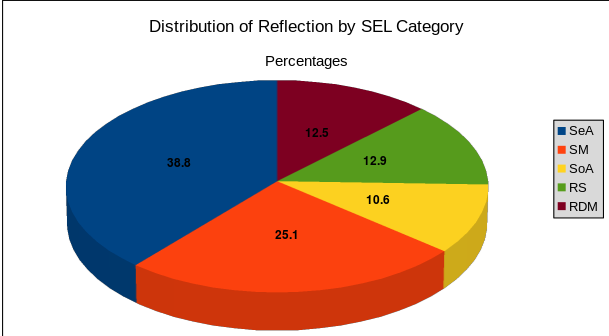 Distribution of Reflection by SEL Category
Percentages
12.5
38.8
12.9
10.6
25.1
SeA
SM
SoA
RS
RDM